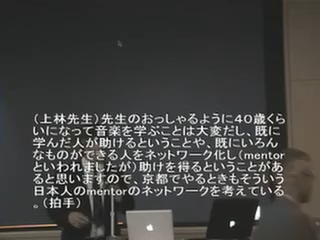 (上林先生)先生のおっしゃるように40歳くら
いになって音楽を学ぶことは大変だし、既に
学んだ人が助けるということや、既にいろん
なものができる人をネットワーク化し(mentor
といわれましたが)助けを得るということがあ
ると思いますので、京都でやるときもそういう
日本人のmentorのネットワークを考えてい
る。(拍手)